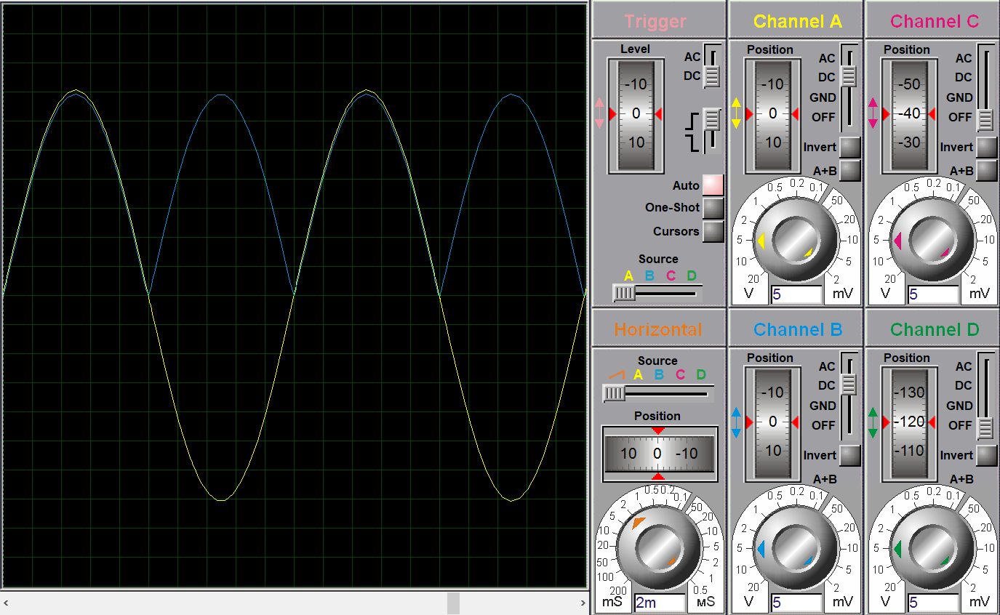 Trigger
Level
-10
0
10
AC
DC
Auto
One-Shot
Cursors
Source
A B C D
Channel A
Position
-10
0
10
AC
DC
GND
OFF
Invert
A+B
20 10 5 2 1 0.5 0.2 0.1 50 20 10 5 2
V 5 mV
Channel C
Position
-50
-40
-30
AC
DC
GND
OFF
Invert
A+B
20 10 5 2 1 0.5 0.2 0.1 50 20 10 5 2
V 5 mV
Horizontal
Source
A B C D
Position
10 0 -10
200 100 50 20 10 5 2 1 0.5 0.2 0.1 50 20 10 5 2 1 0.5
mS 2m мS
Channel B
Position
-10
0
10
AC
DC
GND
OFF
Invert
A+B
20 10 5 2 1 0.5 0.2 0.1 50 20 10 5 2
V 5 mV
Channel D
Position
-130
-120
-110
AC
DC
GND
OFF
Invert
A+B
20 10 5 2 1 0.5 0.2 0.1 50 20 10 5 2
V 5 mV